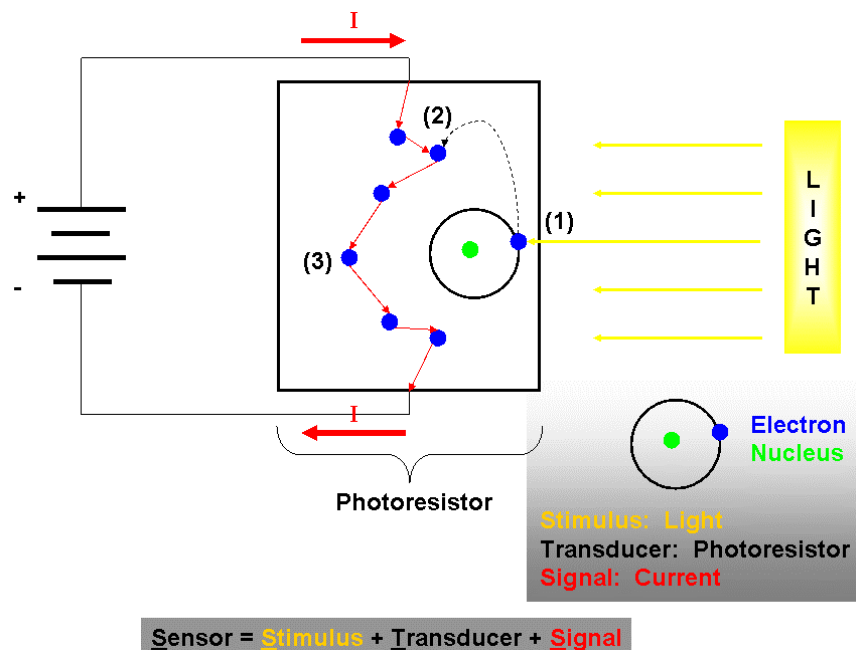 I
(2)
+
(1)
L
I
G
H
T
(3)
-
I
Electron
Nucleus
Photoresistor
Stimulus: Light
Transducer: Photoresistor
Signal: Current
Sensor = Stimulus + Transducer + Signal